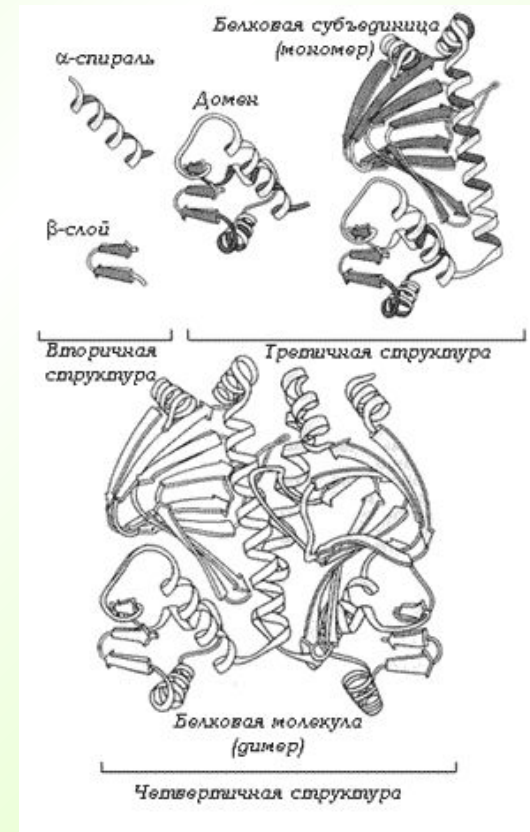 Белковая субъединица
(мономер)
α-спираль
Домен
β-слой
Вторичная
структура
Третичная структура
Белковая молекула
(димер)
Четвертичная структура